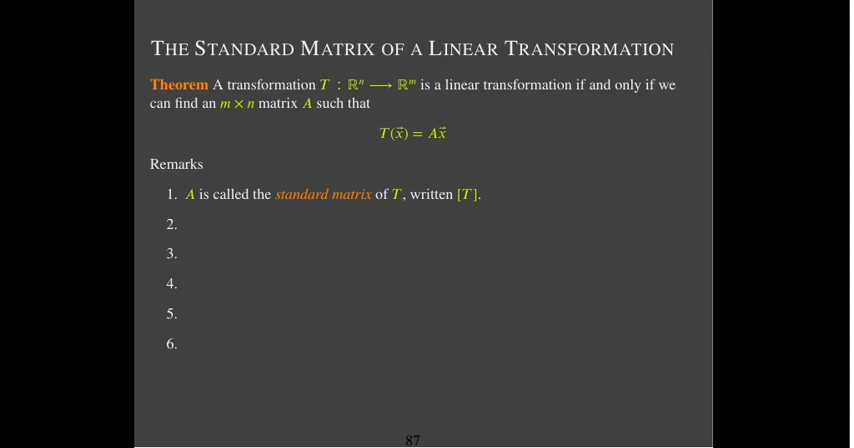 THE STANDARD MATRIX OF A LINEAR TRANSFORMATION
Theorem A transformation T : ℝⁿ ⟶ ℝᵐ is a linear transformation if and only if we
can find an m × n matrix A such that
T(x⃗) = Ax⃗
Remarks
1. A is called the standard matrix of T, written [T].
2.
3.
4.
5.
6.
87